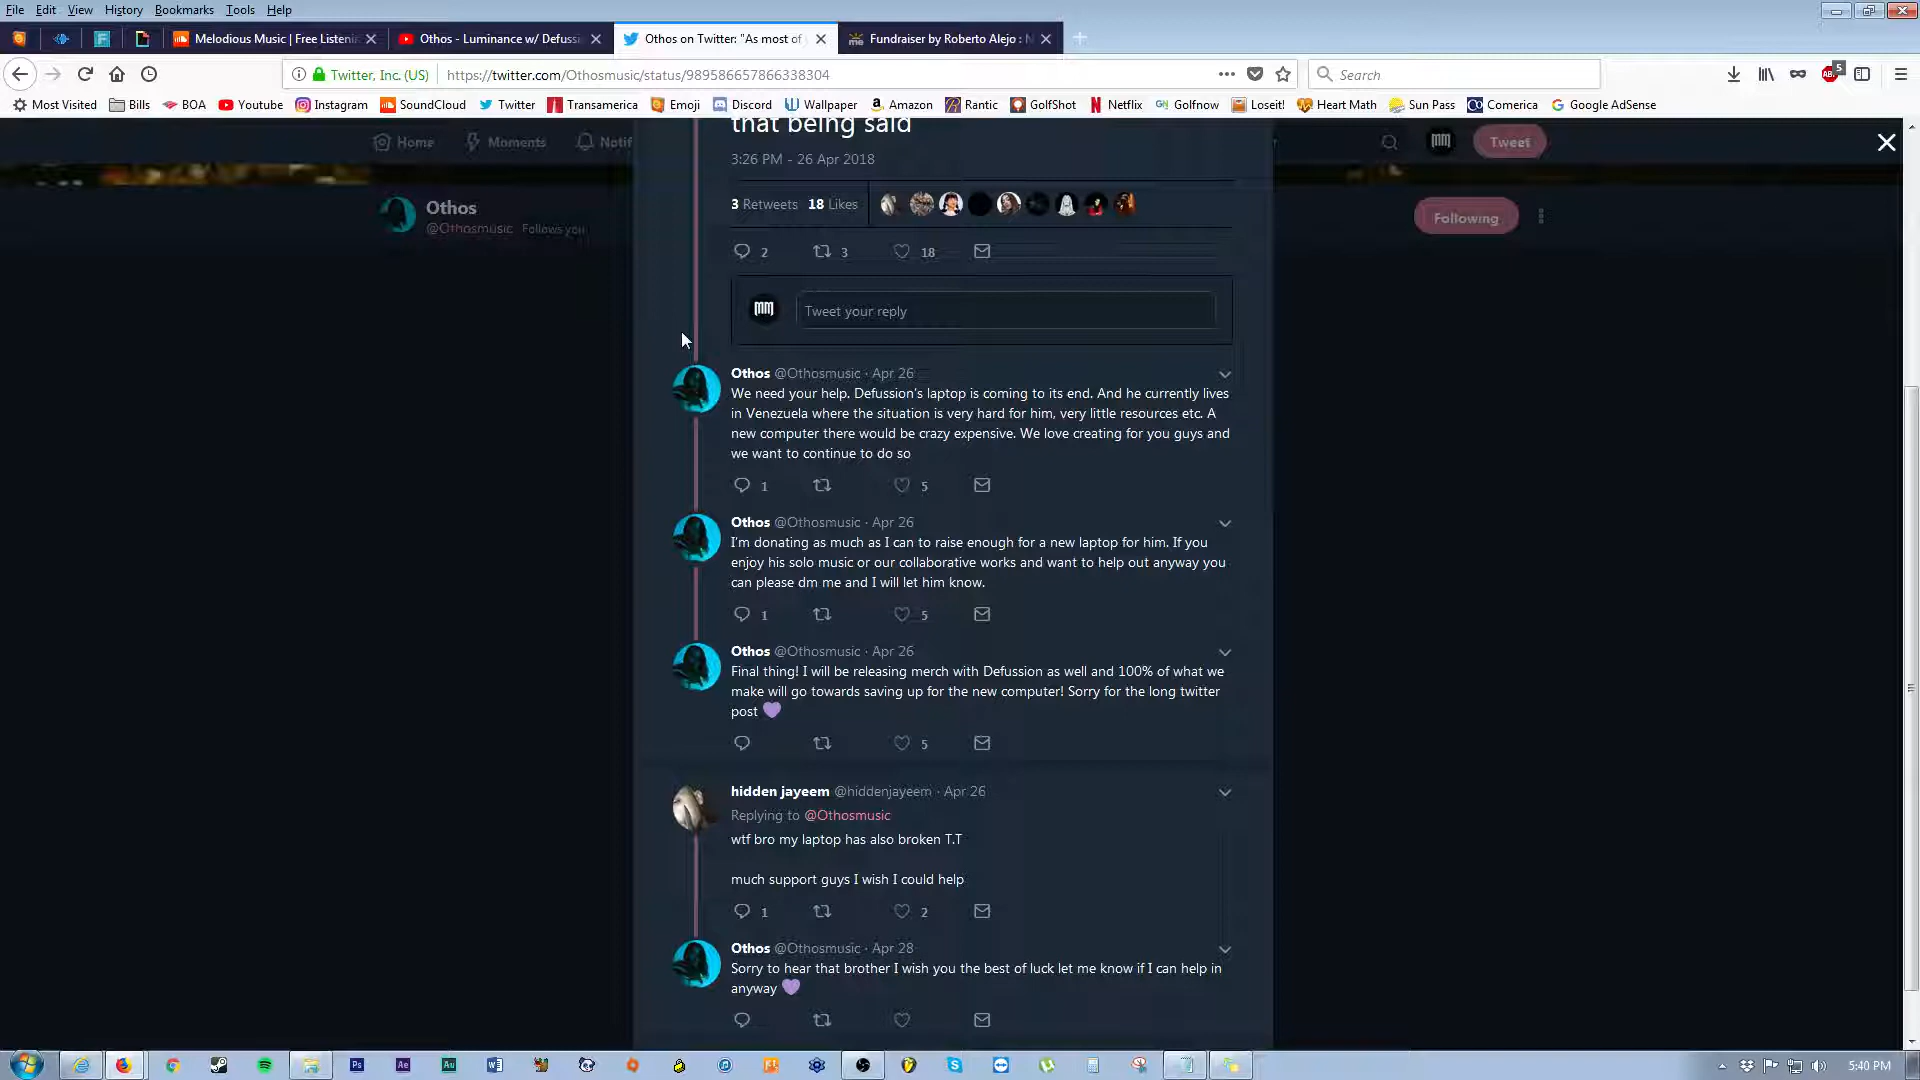 File Edit View History Bookmarks Tools Help
Melodious Music | Free Listenin
Othos - Luminance w/ Defussi
Othos on Twitter: "As most of
Fundraiser by Roberto Alejo :
Twitter, Inc. (US) https://twitter.com/Othosmusic/status/989586657866338304
Search
5
Most Visited Bills BOA Youtube Instagram SoundCloud Twitter Transamerica Emoji Discord Wallpaper Amazon Rantic GolfShot Netflix Golfnow Loseit! Heart Math Sun Pass Comerica Google AdSense
that being said
Home Moments Notif
Tweet
3:26 PM - 26 Apr 2018
3 Retweets 18 Likes
Othos
@Othosmusic Follows you
Following
2 3 18
Tweet your reply
Othos @Othosmusic · Apr 26
We need your help. Defussion's laptop is coming to its end. And he currently lives
in Venezuela where the situation is very hard for him, very little resources etc. A
new computer there would be crazy expensive. We love creating for you guys and
we want to continue to do so
1 5
Othos @Othosmusic · Apr 26
I'm donating as much as I can to raise enough for a new laptop for him. If you
enjoy his solo music or our collaborative works and want to help out anyway you
can please dm me and I will let him know.
1 5
Othos @Othosmusic · Apr 26
Final thing! I will be releasing merch with Defussion as well and 100% of what we
make will go towards saving up for the new computer! Sorry for the long twitter
post 💜
5
hidden jayeem @hiddenjayeem · Apr 26
Replying to @Othosmusic
wtf bro my laptop has also broken T.T
much support guys I wish I could help
1 2
Othos @Othosmusic · Apr 28
Sorry to hear that brother I wish you the best of luck let me know if I can help in
anyway 💜
5:40 PM